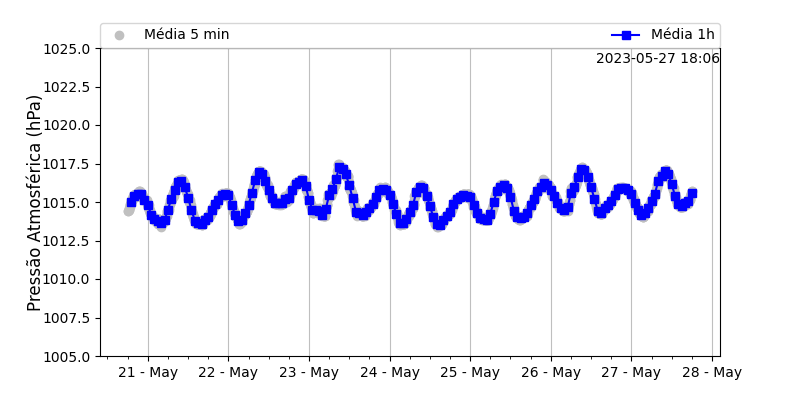 Média 5 min
Média 1h
2023-05-27 18:06
Pressão Atmosférica (hPa)
1025.0
1022.5
1020.0
1017.5
1015.0
1012.5
1010.0
1007.5
1005.0
21 - May
22 - May
23 - May
24 - May
25 - May
26 - May
27 - May
28 - May